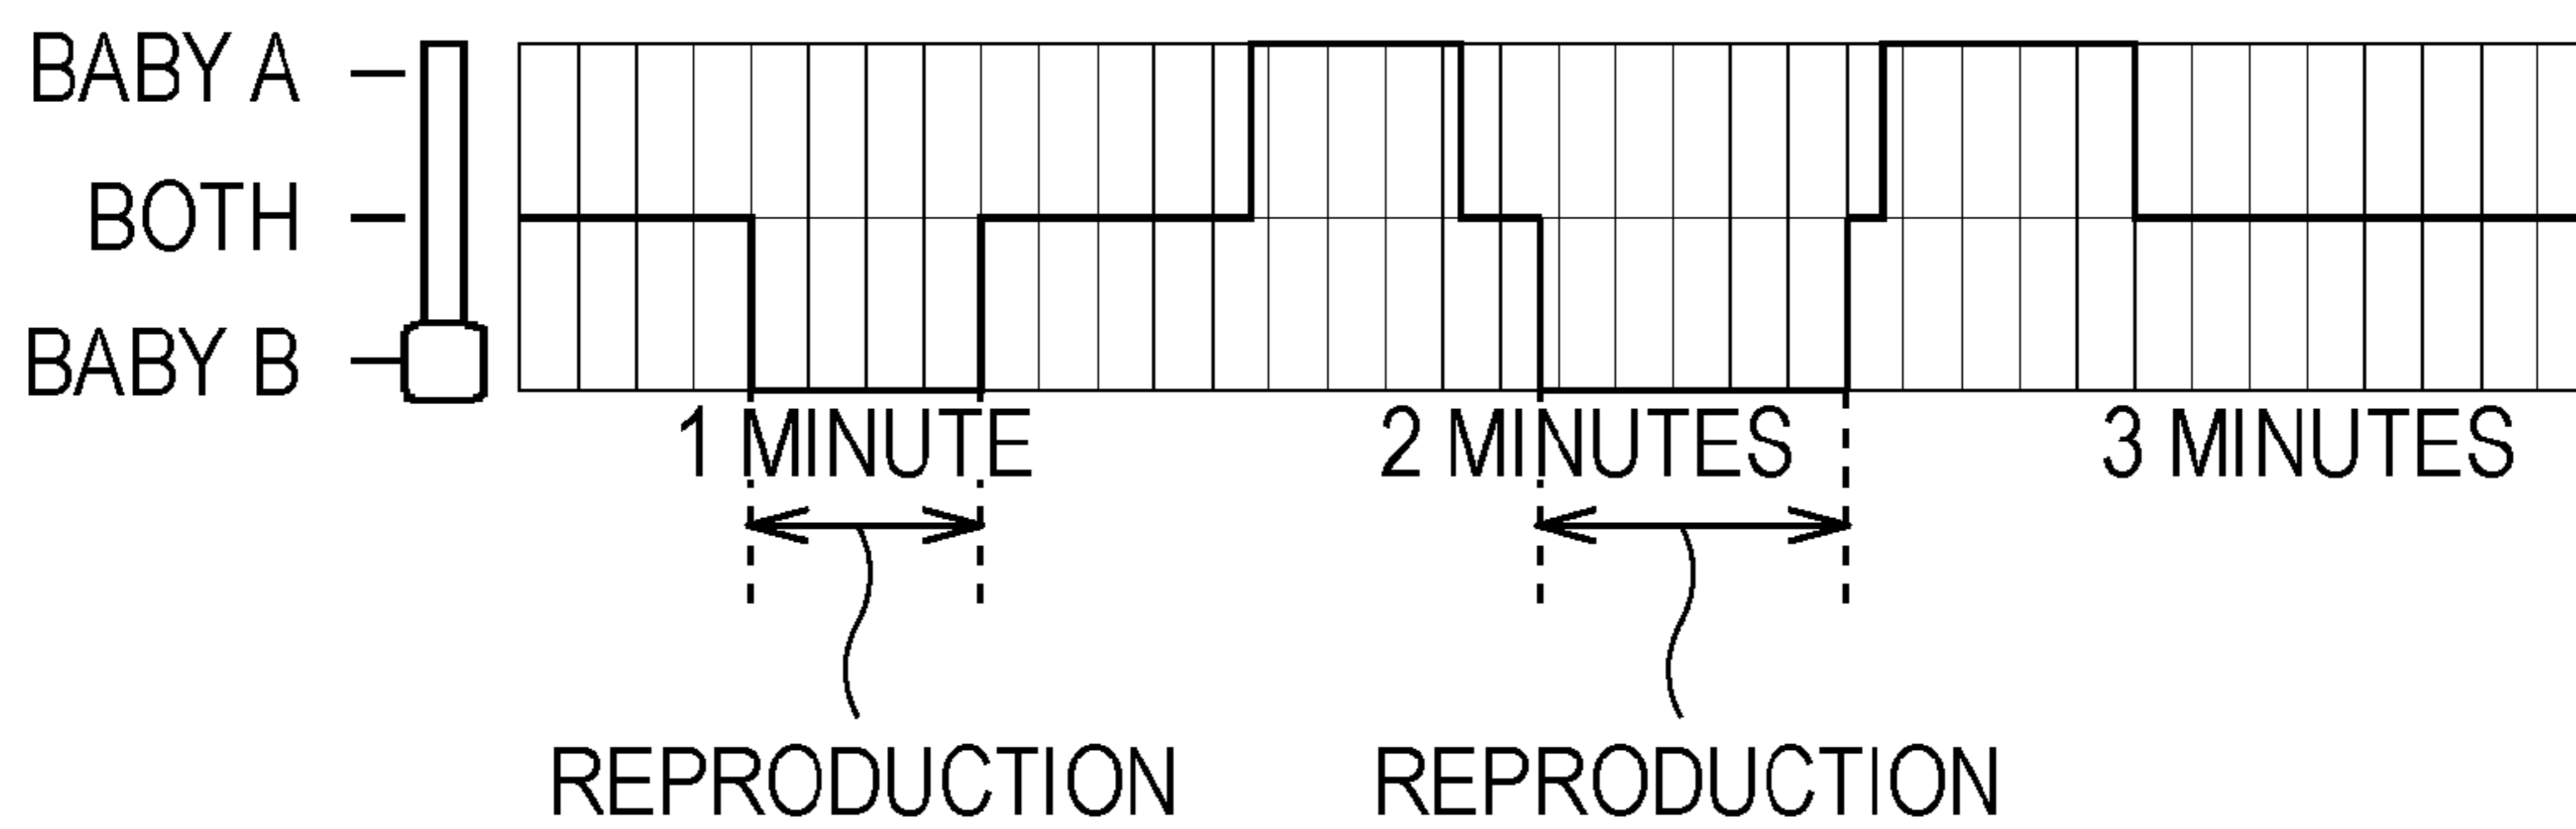 BABY A
BOTH
BABY B
1 MINUTE 2 MINUTES 3 MINUTES
REPRODUCTION REPRODUCTION